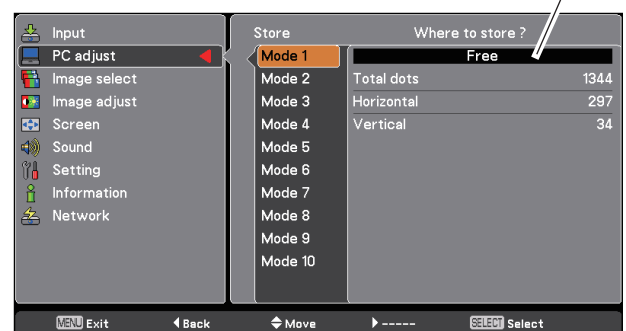 Input
PC adjust
Image select
Image adjust
Screen
Sound
Setting
Information
Network
Store
Mode 1
Mode 2
Mode 3
Mode 4
Mode 5
Mode 6
Mode 7
Mode 8
Mode 9
Mode 10
Where to store ?
Free
Total dots 1344
Horizontal 297
Vertical 34
MENU Exit Back Move ----- SELECT Select